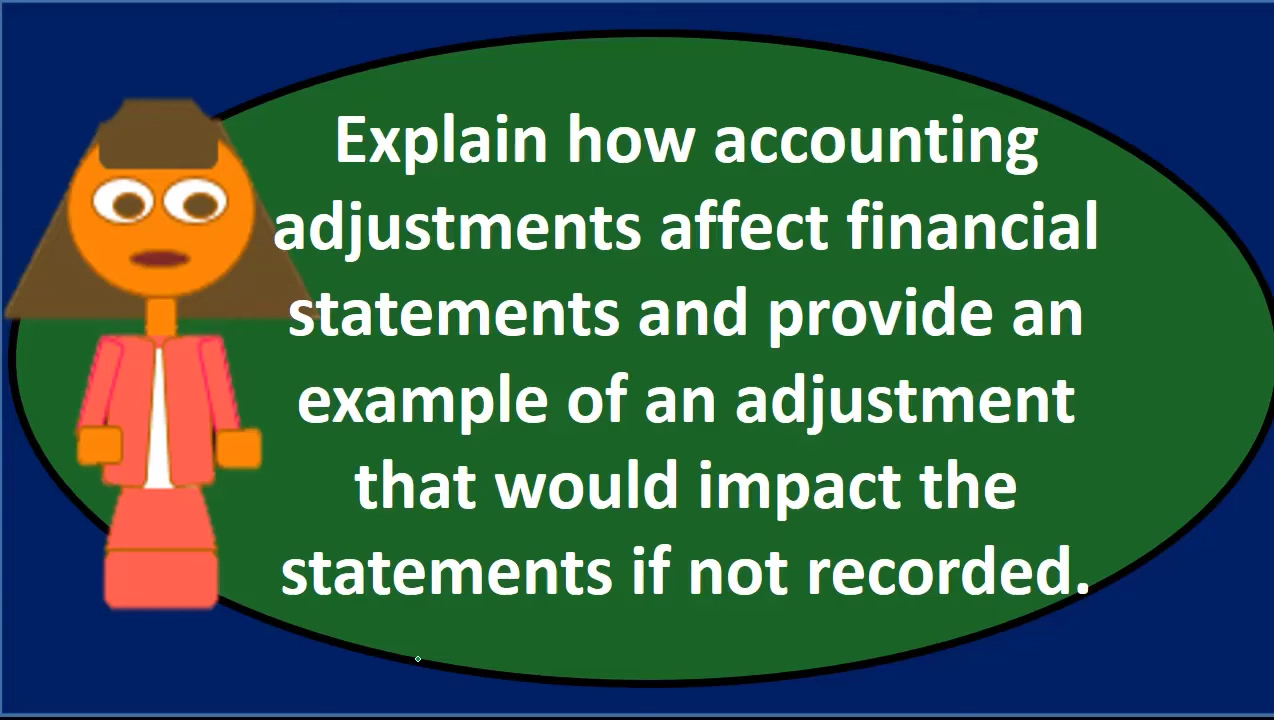 Explain how accounting
adjustments affect financial
statements and provide an
example of an adjustment
that would impact the
statements if not recorded.